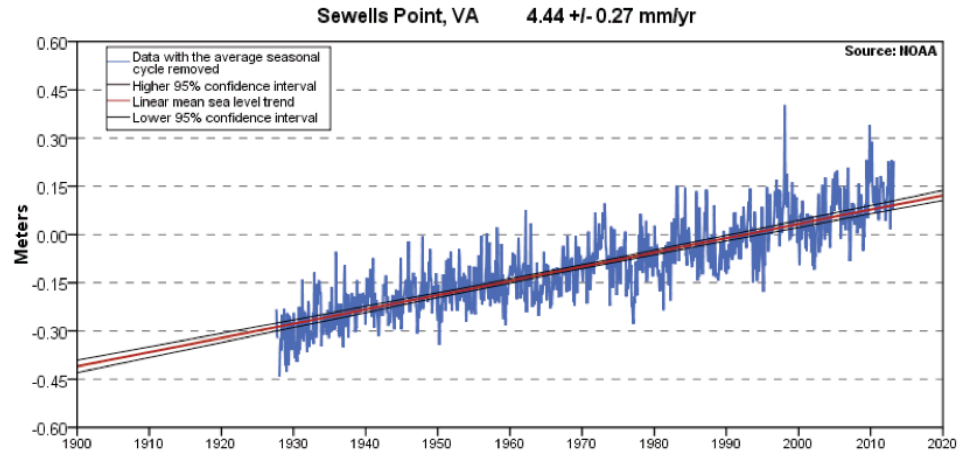 Sewells Point, VA 4.44 +/- 0.27 mm/yr
Source: NOAA
Data with the average seasonal
cycle removed
Higher 95% confidence interval
Linear mean sea level trend
Lower 95% confidence interval
Meters
0.60
0.45
0.30
0.15
0.00
-0.15
-0.30
-0.45
-0.60
1900 1910 1920 1930 1940 1950 1960 1970 1980 1990 2000 2010 2020